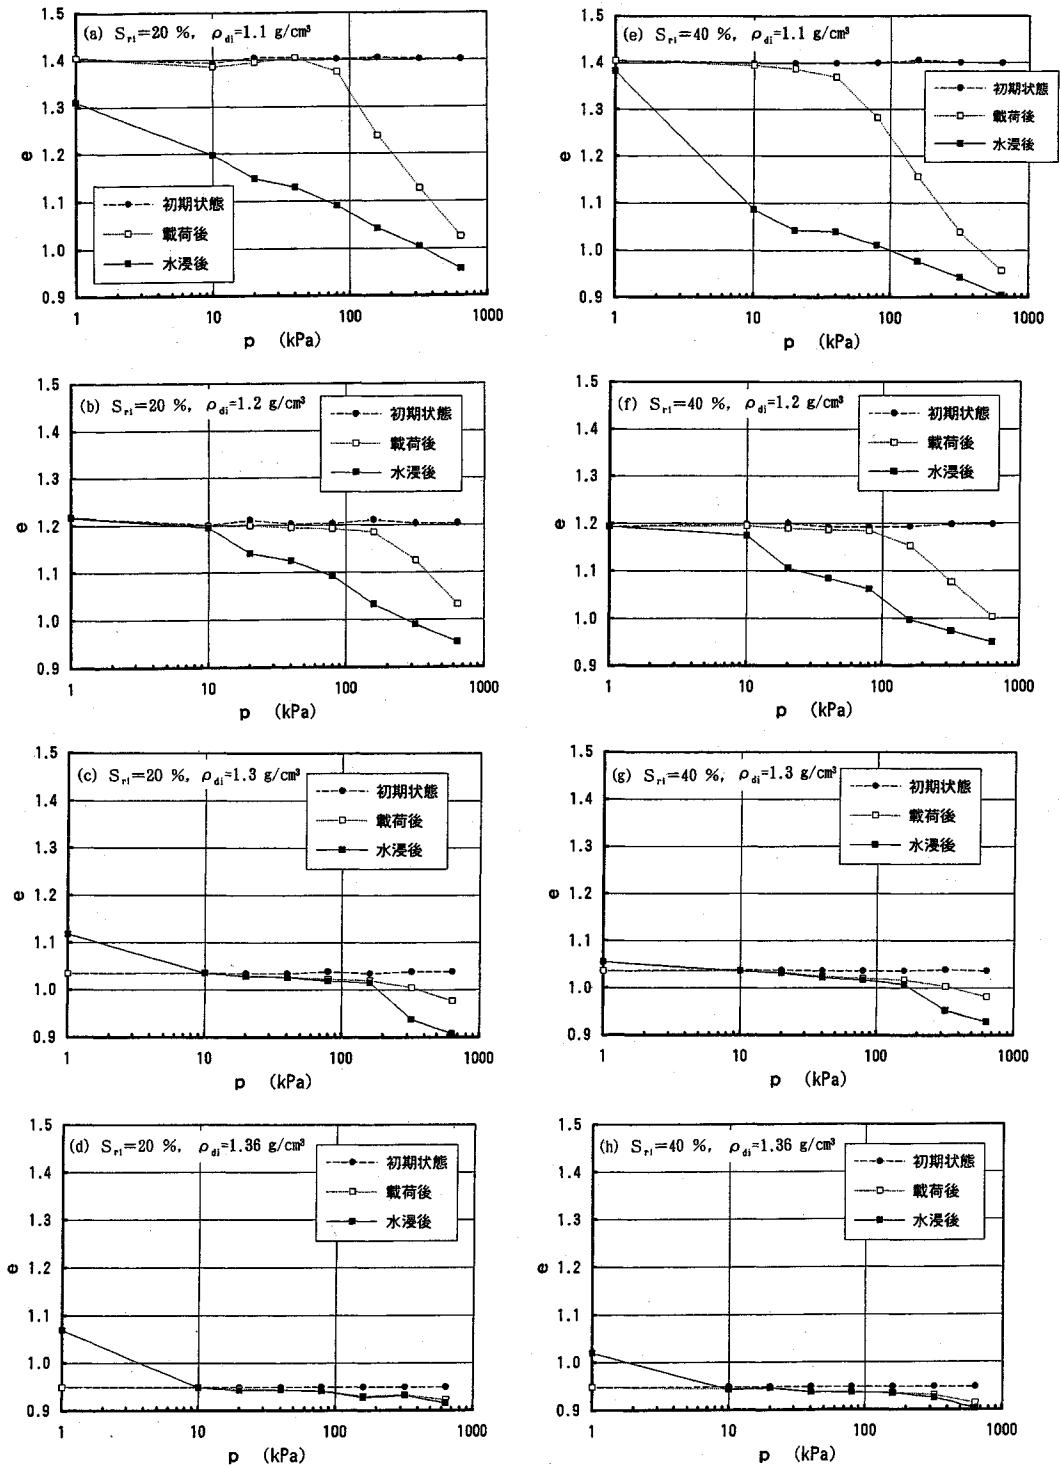 (a) Sri=20 %, ρdi=1.1 g/cm³
1.5
1.4
1.3
1.2
1.1
1.0
0.9
e
初期状態
載荷後
水浸後
1 10 100 1000
p (kPa)
(e) Sri=40 %, ρdi=1.1 g/cm³
1.5
1.4
1.3
1.2
1.1
1.0
0.9
e
初期状態
載荷後
水浸後
1 10 100 1000
p (kPa)
(b) Sri=20 %, ρdi=1.2 g/cm³
1.5
1.4
1.3
1.2
1.1
1.0
0.9
e
初期状態
載荷後
水浸後
1 10 100 1000
p (kPa)
(f) Sri=40 %, ρdi=1.2 g/cm³
1.5
1.4
1.3
1.2
1.1
1.0
0.9
e
初期状態
載荷後
水浸後
1 10 100 1000
p (kPa)
(c) Sri=20 %, ρdi=1.3 g/cm³
1.5
1.4
1.3
1.2
1.1
1.0
0.9
e
初期状態
載荷後
水浸後
1 10 100 1000
p (kPa)
(g) Sri=40 %, ρdi=1.3 g/cm³
1.5
1.4
1.3
1.2
1.1
1.0
0.9
e
初期状態
載荷後
水浸後
1 10 100 1000
p (kPa)
(d) Sri=20 %, ρdi=1.36 g/cm³
1.5
1.4
1.3
1.2
1.1
1.0
0.9
e
初期状態
載荷後
水浸後
1 10 100 1000
p (kPa)
(h) Sri=40 %, ρdi=1.36 g/cm³
1.5
1.4
1.3
1.2
1.1
1.0
0.9
e
初期状態
載荷後
水浸後
1 10 100 1000
p (kPa)